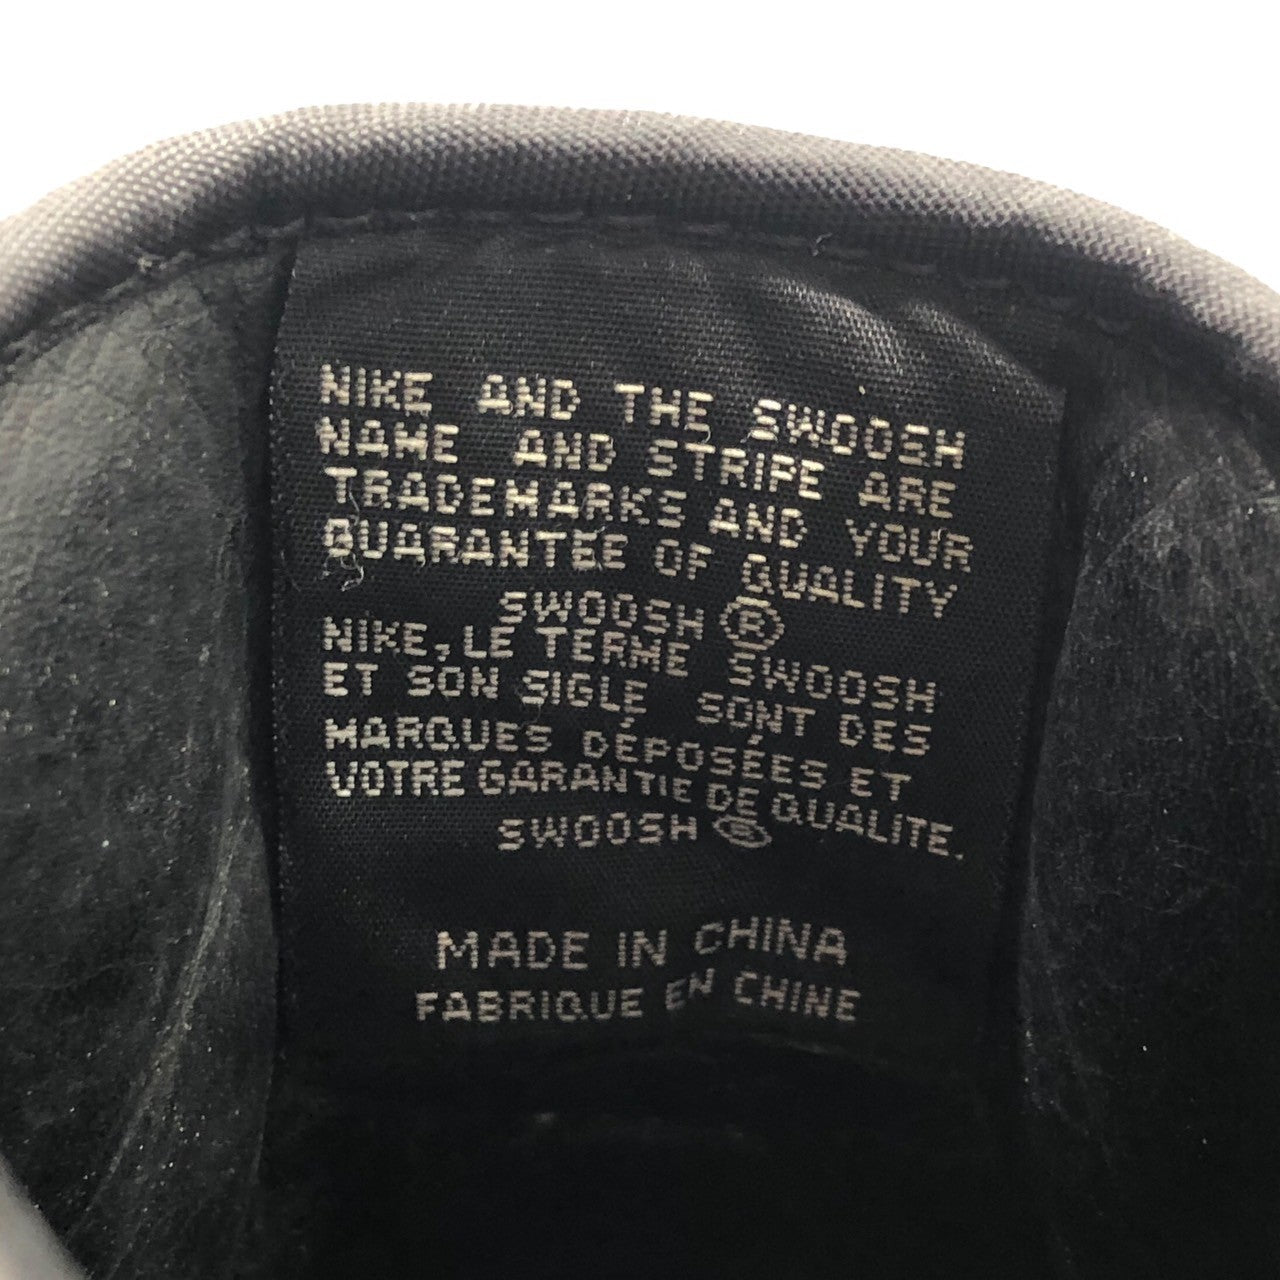 NIKE AND THE SWOOSH
NAME AND STRIPE ARE
TRADEMARKS AND YOUR
GUARANTEE OF QUALITY
SWOOSH ®
NIKE, LE TERME SWOOSH
ET SON SIGLE, SONT DES
MARQUES DÉPOSÉES ET
VOTRE GARANTIE DE QUALITE.
SWOOSH ®
MADE IN CHINA
FABRIQUE EN CHINE